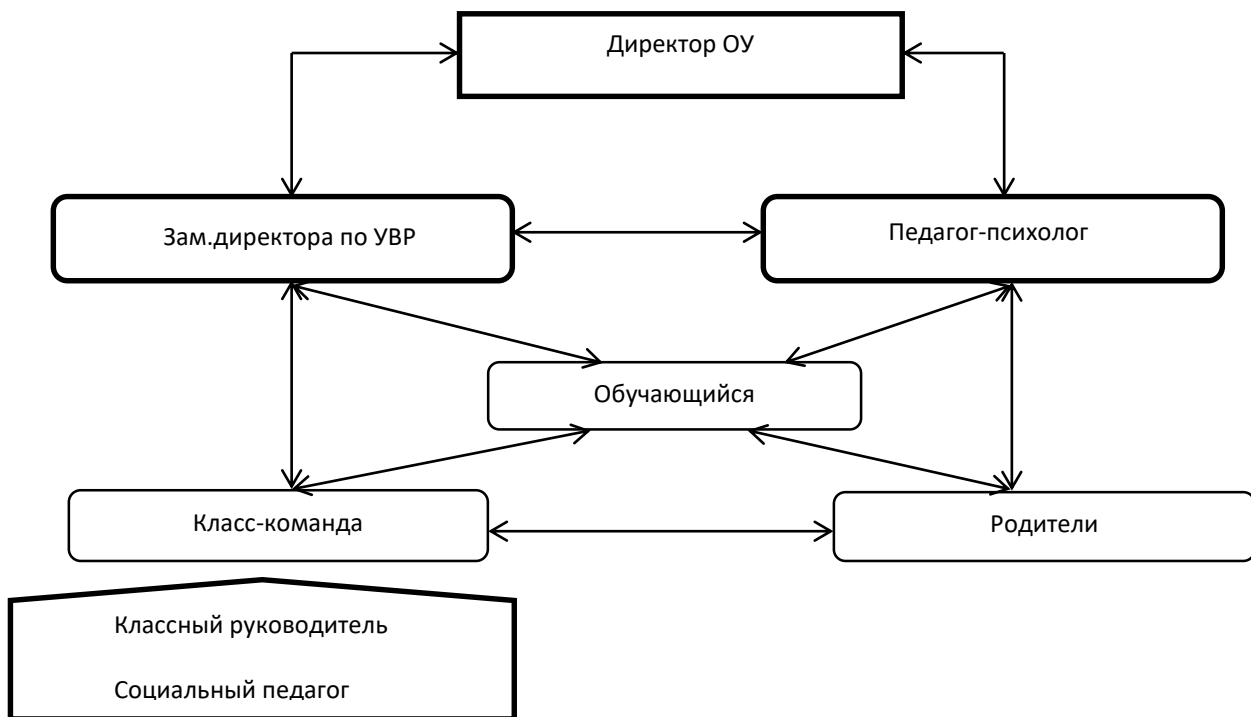 Директор ОУ
Зам.директора по УВР
Педагог-психолог
Обучающийся
Класс-команда
Родители
Классный руководитель
Социальный педагог